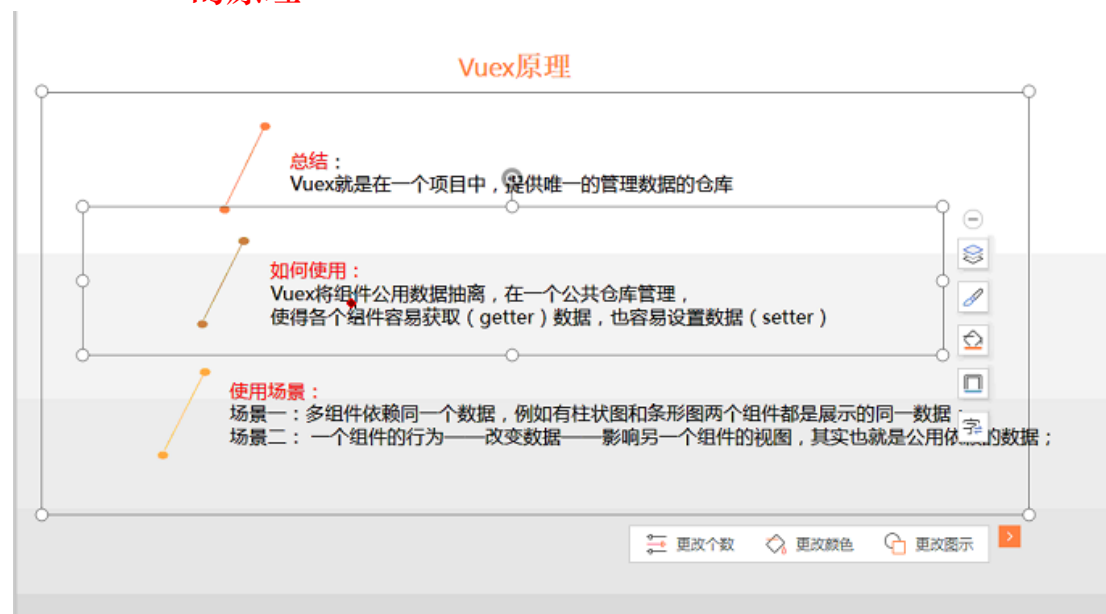 的原理
Vuex原理
总结：
Vuex就是在一个项目中，提供唯一的管理数据的仓库
如何使用：
Vuex将组件公用数据抽离，在一个公共仓库管理，
使得各个组件容易获取（getter）数据，也容易设置数据（setter）
使用场景：
场景一：多组件依赖同一个数据，例如有柱状图和条形图两个组件都是展示的同一数据
场景二： 一个组件的行为——改变数据——影响另一个组件的视图，其实也就是公用依赖的数据；
字
更改个数 更改颜色 更改图示